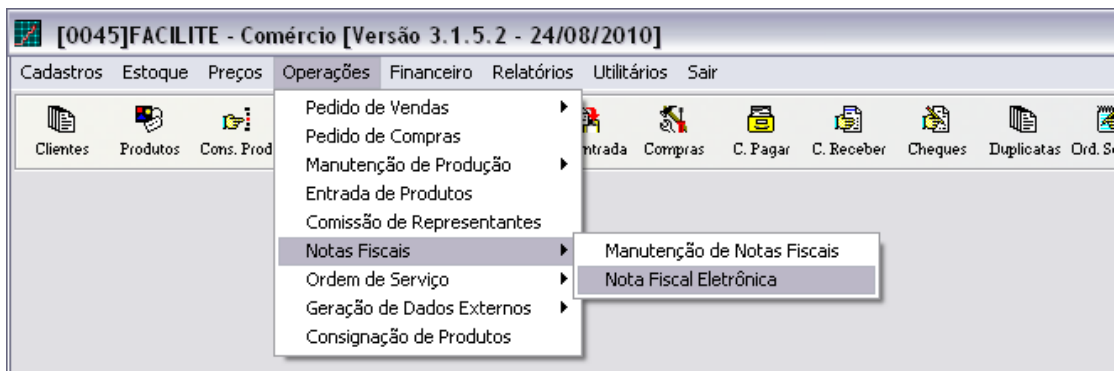 [0045]FACILITE - Comércio [Versão 3.1.5.2 - 24/08/2010]
Cadastros Estoque Preços Operações Financeiro Relatórios Utilitários Sair
Clientes Produtos Cons. Prod ntrada Compras C. Pagar C. Receber Cheques Duplicatas Ord. S
Pedido de Vendas
Pedido de Compras
Manutenção de Produção
Entrada de Produtos
Comissão de Representantes
Notas Fiscais
Manutenção de Notas Fiscais
Nota Fiscal Eletrônica
Ordem de Serviço
Geração de Dados Externos
Consignação de Produtos